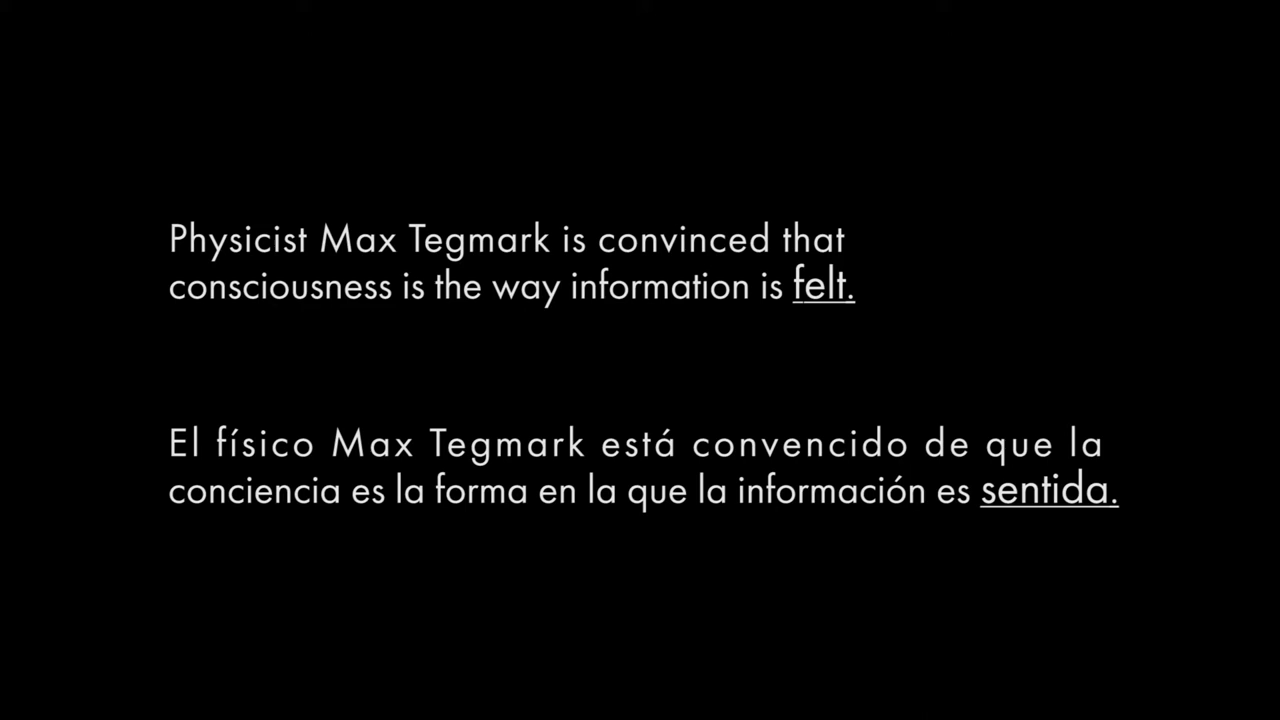 Physicist Max Tegmark is convinced that
consciousness is the way information is felt.
El físico Max Tegmark está convencido de que la
conciencia es la forma en la que la información es sentida.